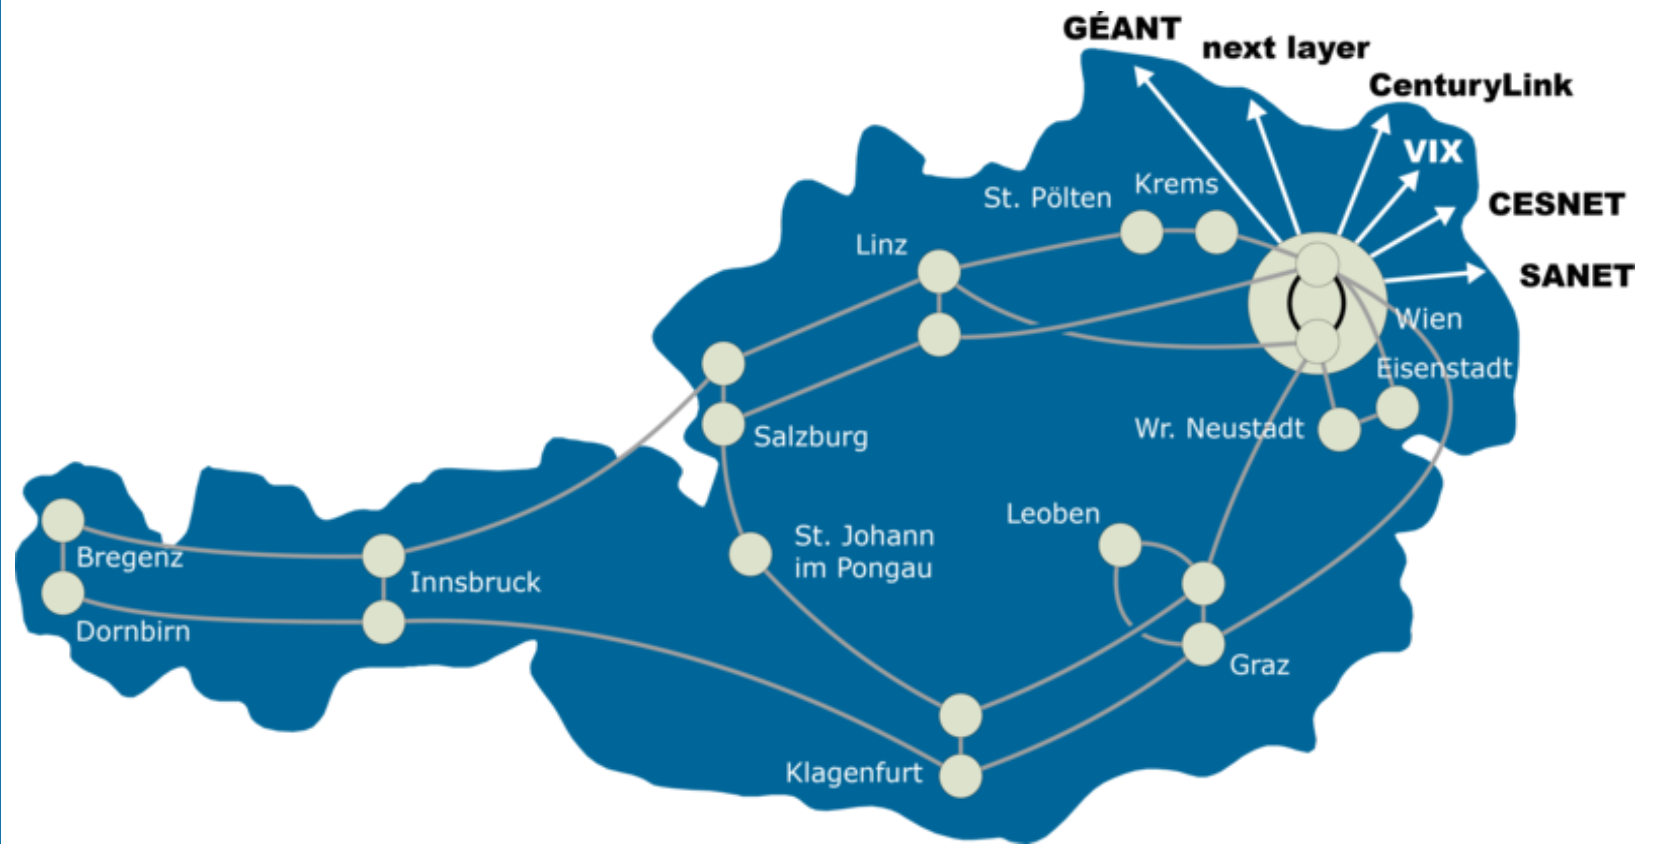 GÉANT
next layer
CenturyLink
VIX
CESNET
SANET
St. Pölten
Krems
Linz
Wien
Eisenstadt
Wr. Neustadt
Salzburg
Leoben
St. Johann
im Pongau
Bregenz
Innsbruck
Dornbirn
Graz
Klagenfurt